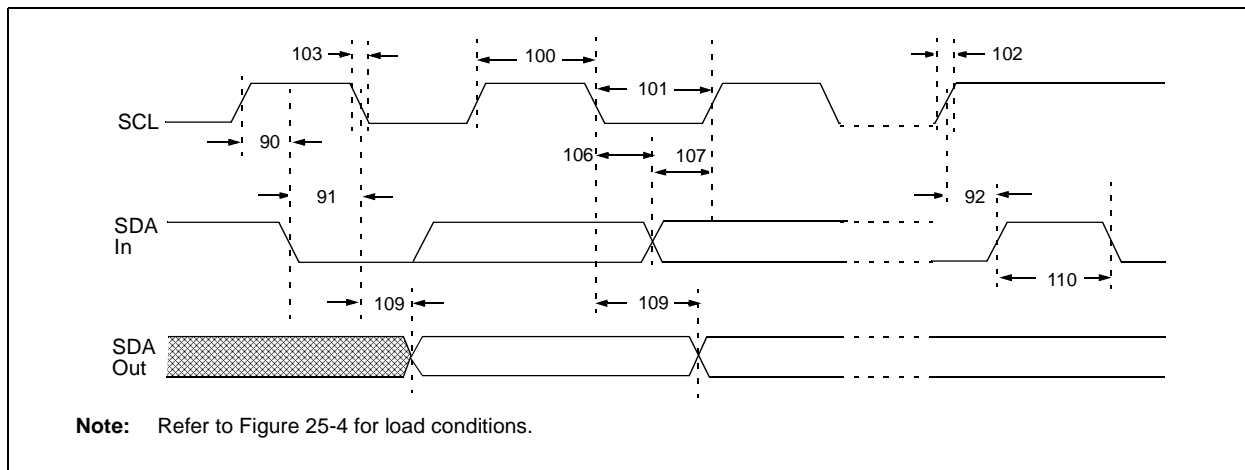 103
100
102
101
SCL
90
106
107
91
92
SDA
In
109
109
110
SDA
Out
Note: Refer to Figure 25-4 for load conditions.